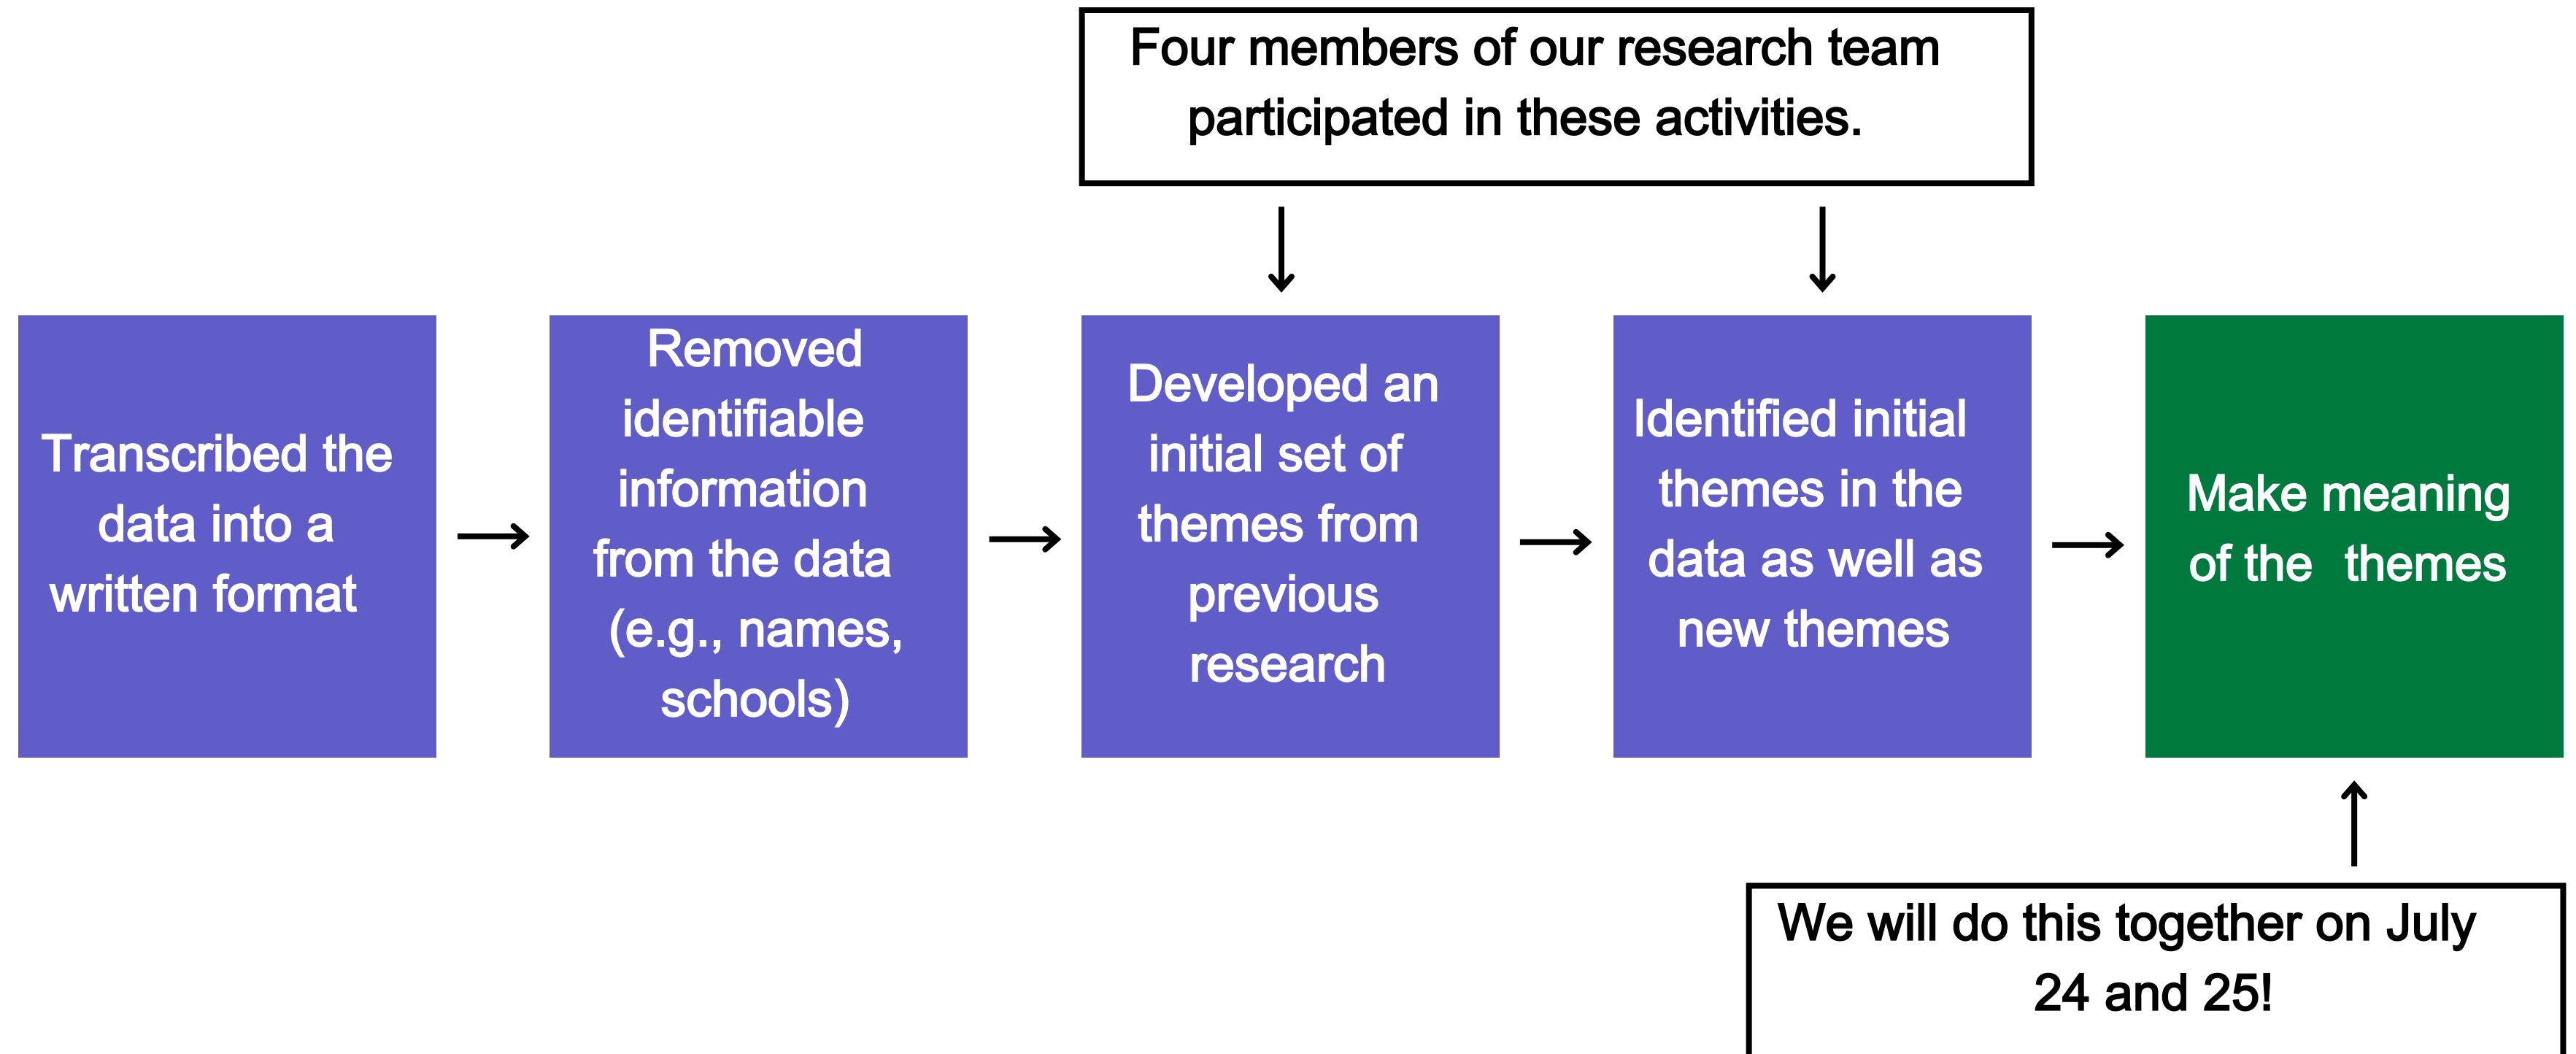 Four members of our research team
participated in these activities.
Transcribed the
data into a
written format
Removed
identifiable
information
from the data
(e.g., names,
schools)
Developed an
initial set of
themes from
previous
research
Identified initial
themes in the
data as well as
new themes
Make meaning
of the themes
We will do this together on July
24 and 25!